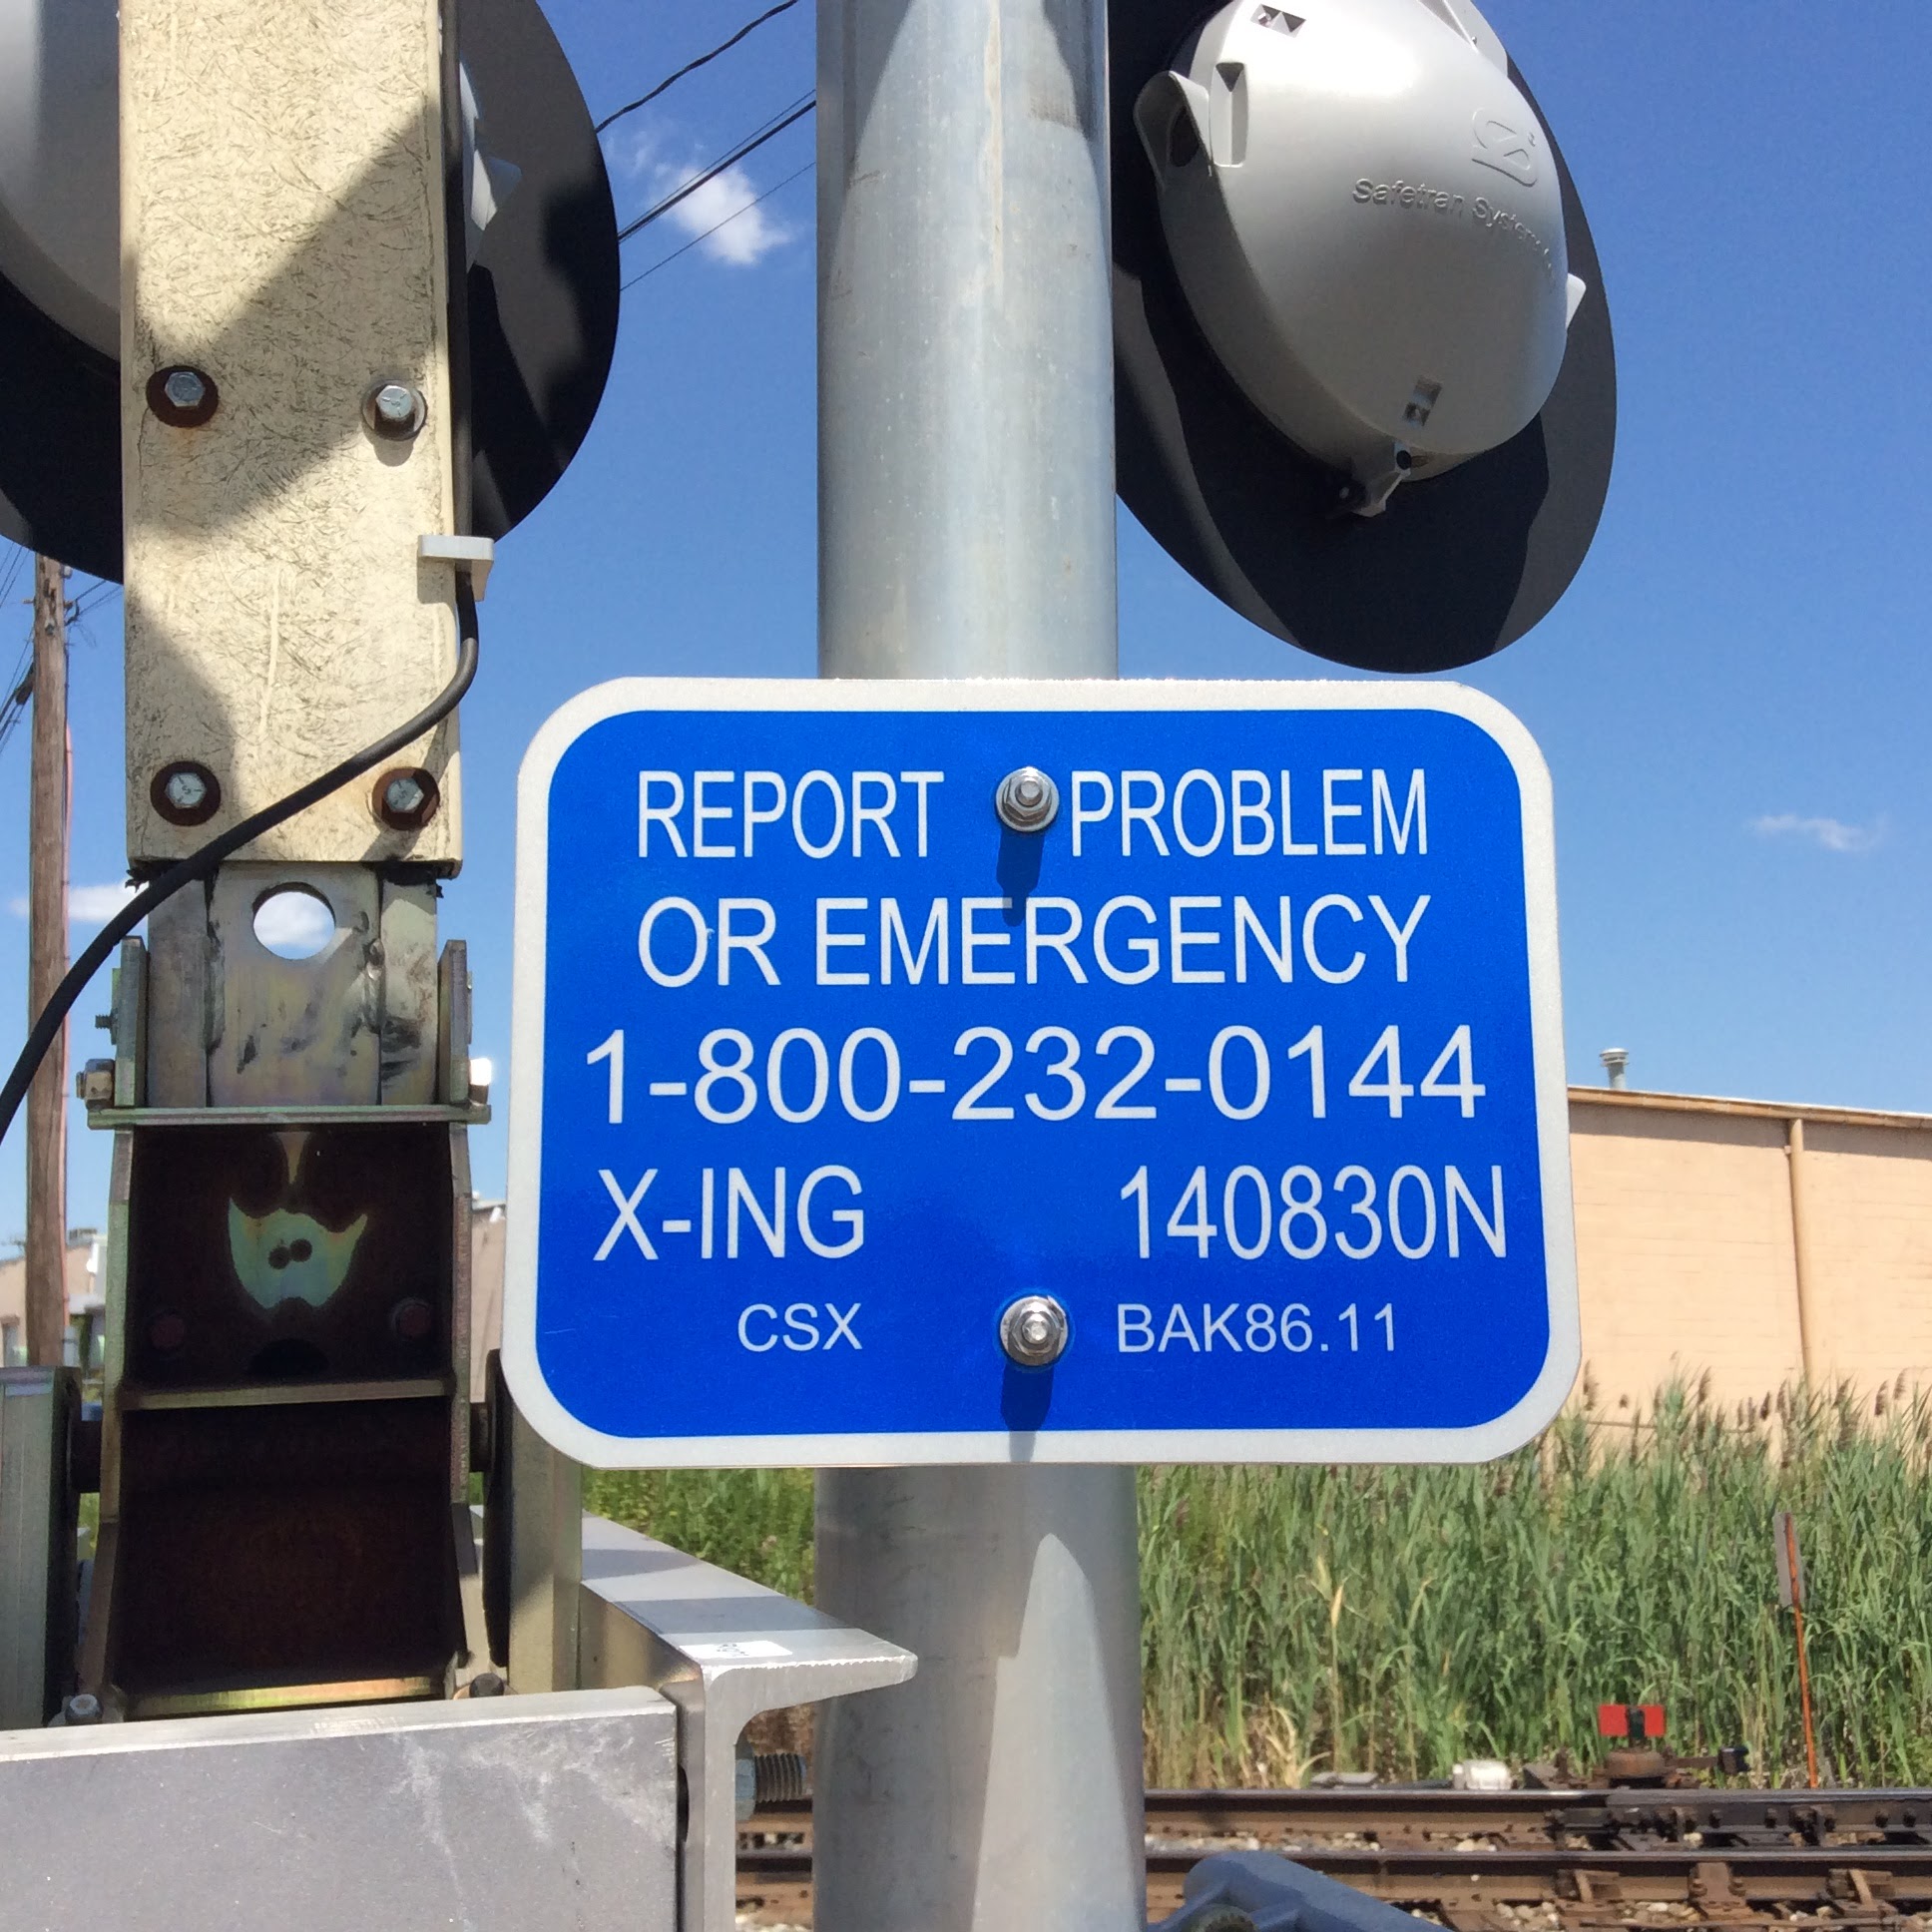 Safetran Systems
REPORT PROBLEM
OR EMERGENCY
1-800-232-0144
X-ING 140830N
CSX BAK86.11